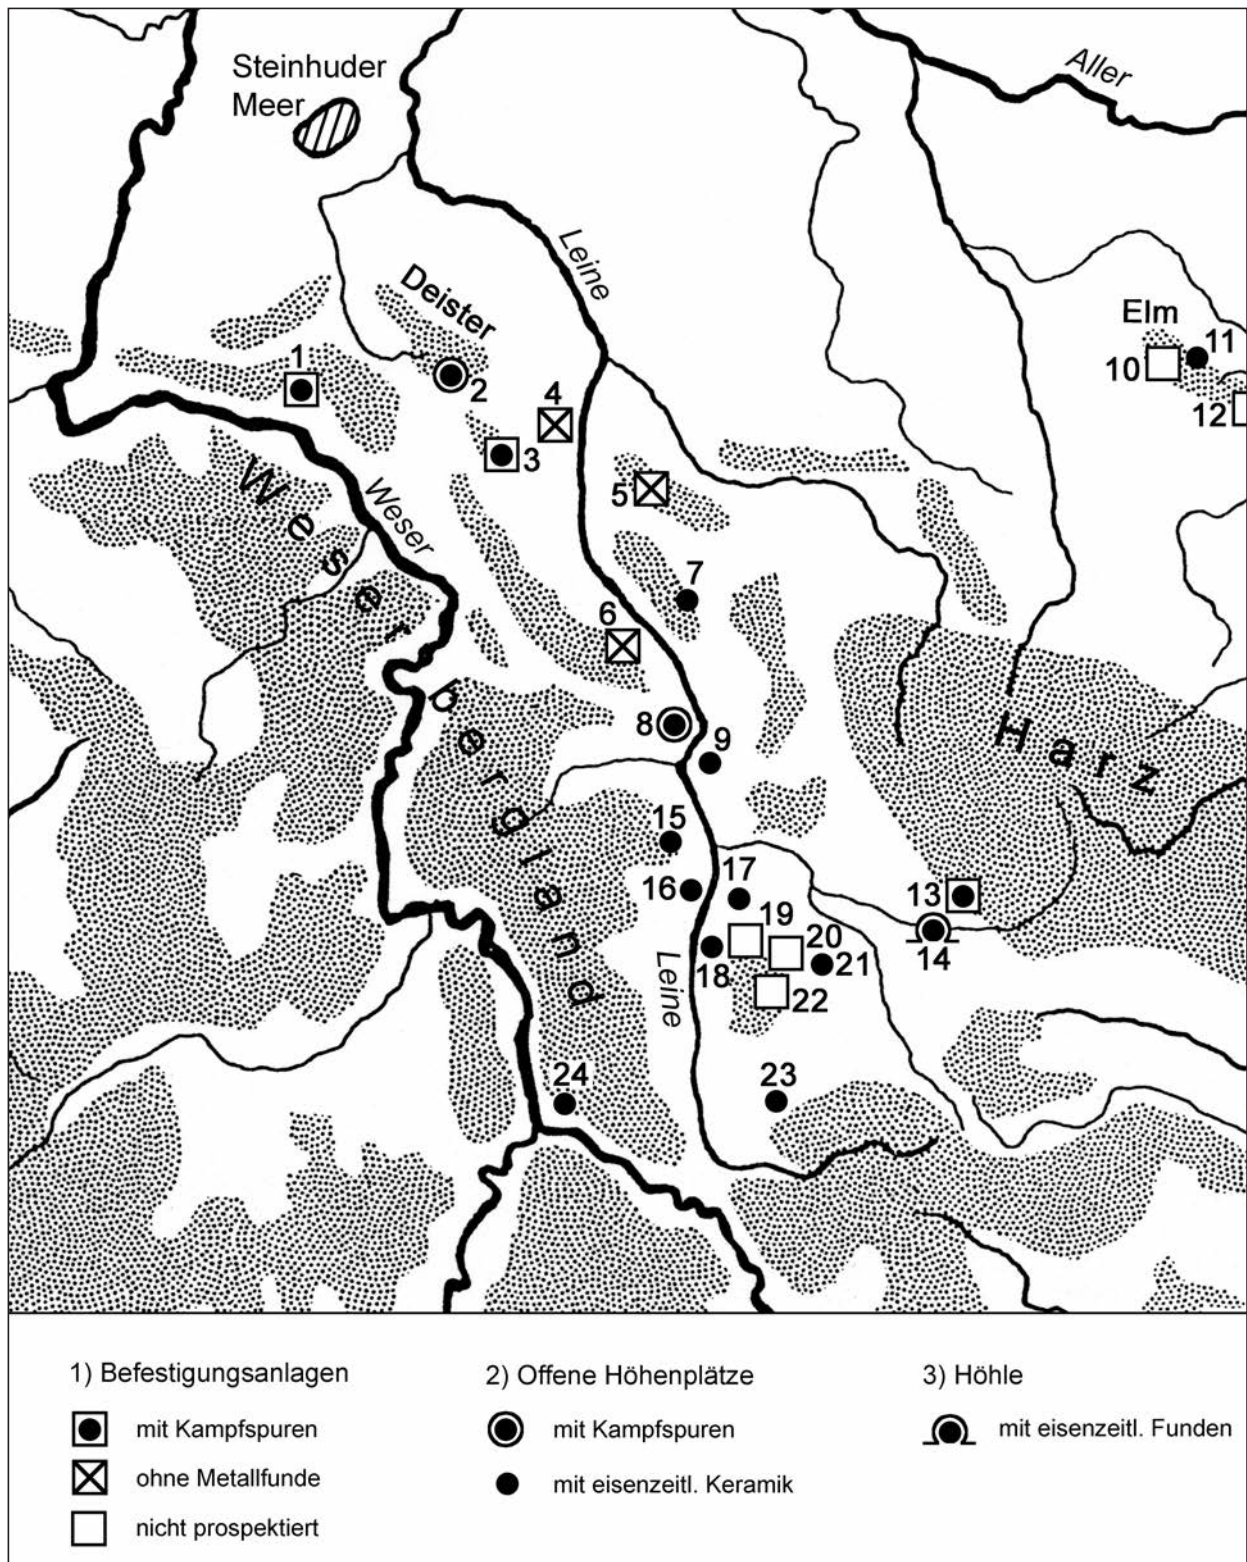 Steinhuder
Meer
Aller
Leine
Deister
Elm
1
2
3
4
5
6
7
8
9
10
11
12
13
14
15
16
17
18
19
20
21
22
23
24
Weser
Weserbergland
Harz
Leine
1) Befestigungsanlagen
mit Kampfspuren
ohne Metallfunde
nicht prospektiert
2) Offene Höhenplätze
mit Kampfspuren
mit eisenzeitl. Keramik
3) Höhle
mit eisenzeitl. Funden